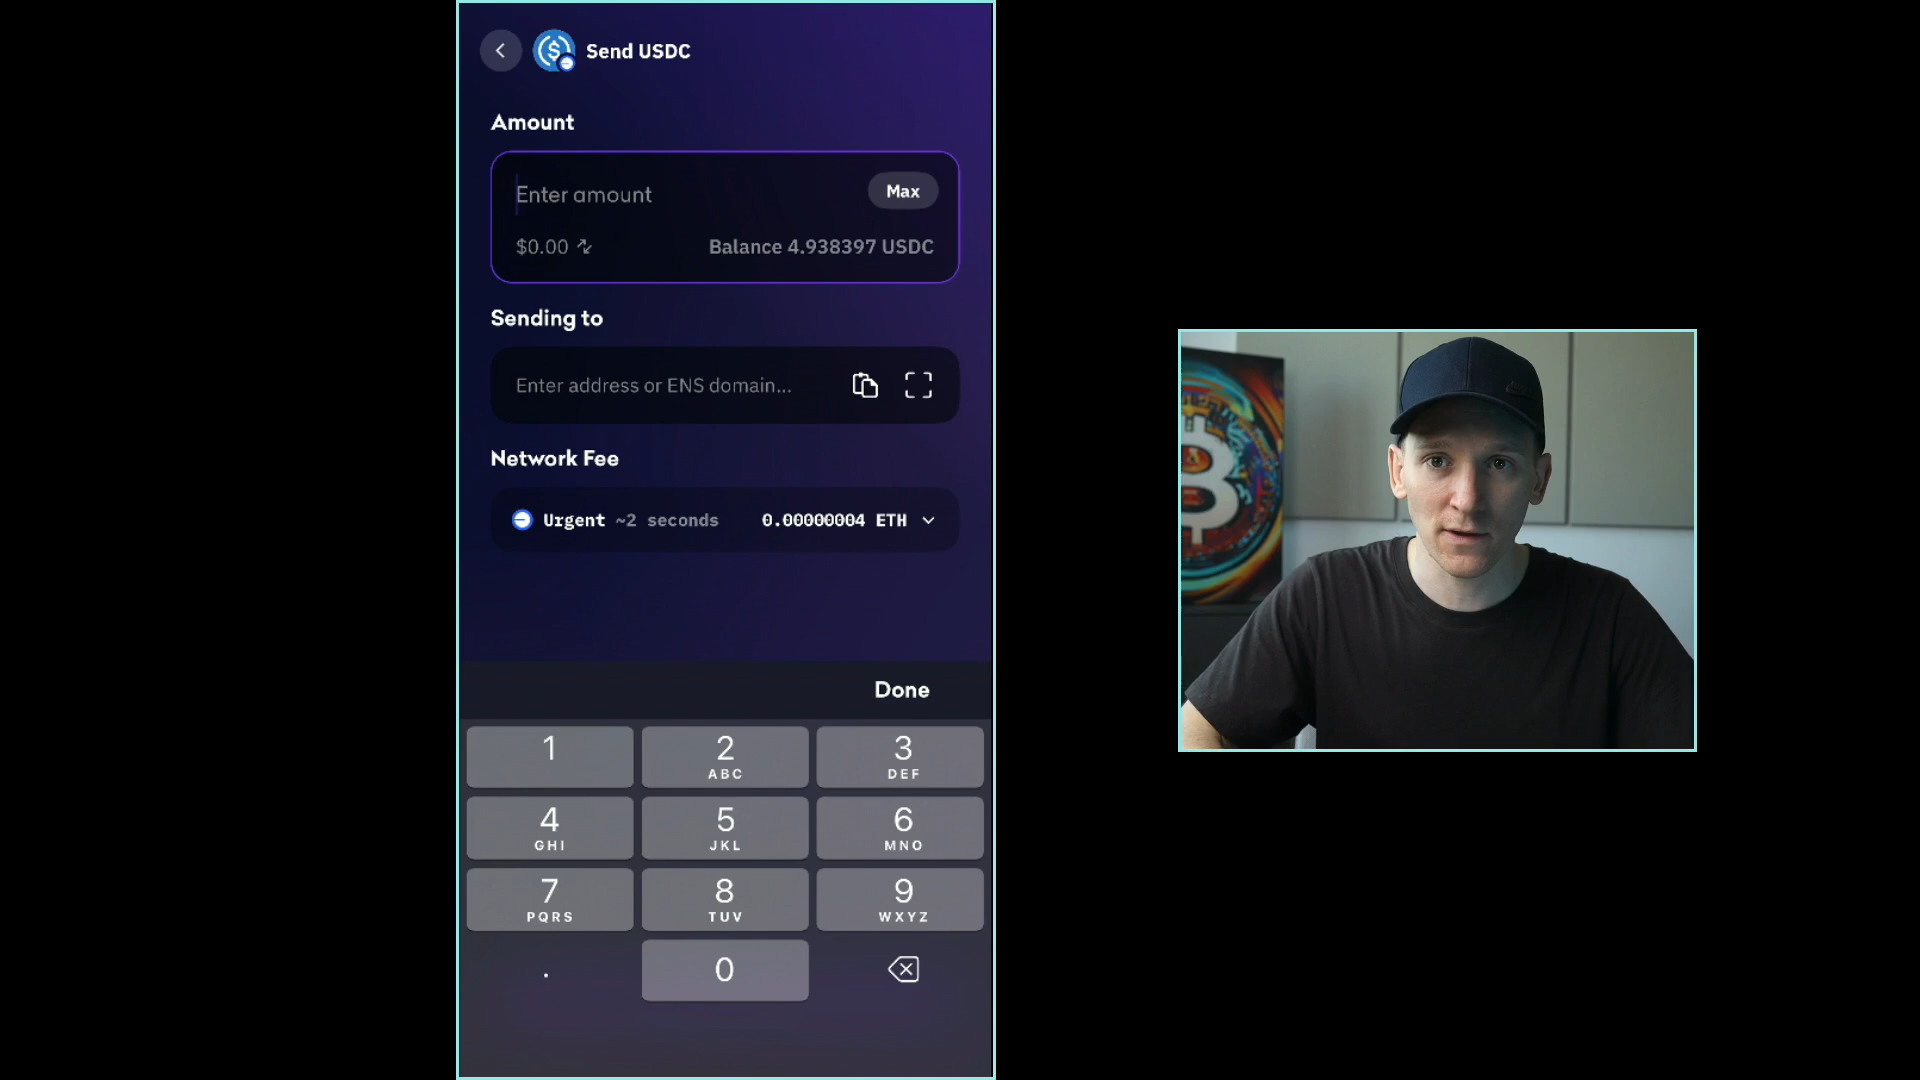 Send USDC
Amount
Enter amount
Max
$0.00
Balance 4.938397 USDC
Sending to
Enter address or ENS domain...
Network Fee
Urgent ~2 seconds 0.00000004 ETH
Done
1
2
ABC
3
DEF
4
GHI
5
JKL
6
MNO
7
PQRS
8
TUV
9
WXYZ
.
0